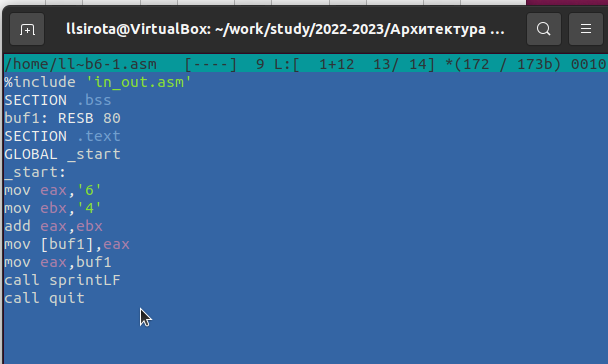 llsirota@VirtualBox: ~/work/study/2022-2023/Архитектура ...
/home/ll~b6-1.asm   [----]  9 L:[  1+12  13/ 14] *(172 / 173b) 0010
%include 'in_out.asm'
SECTION .bss
buf1: RESB 80
SECTION .text
GLOBAL _start
_start:
mov eax,'6'
mov ebx,'4'
add eax,ebx
mov [buf1],eax
mov eax,buf1
call sprintLF
call quit